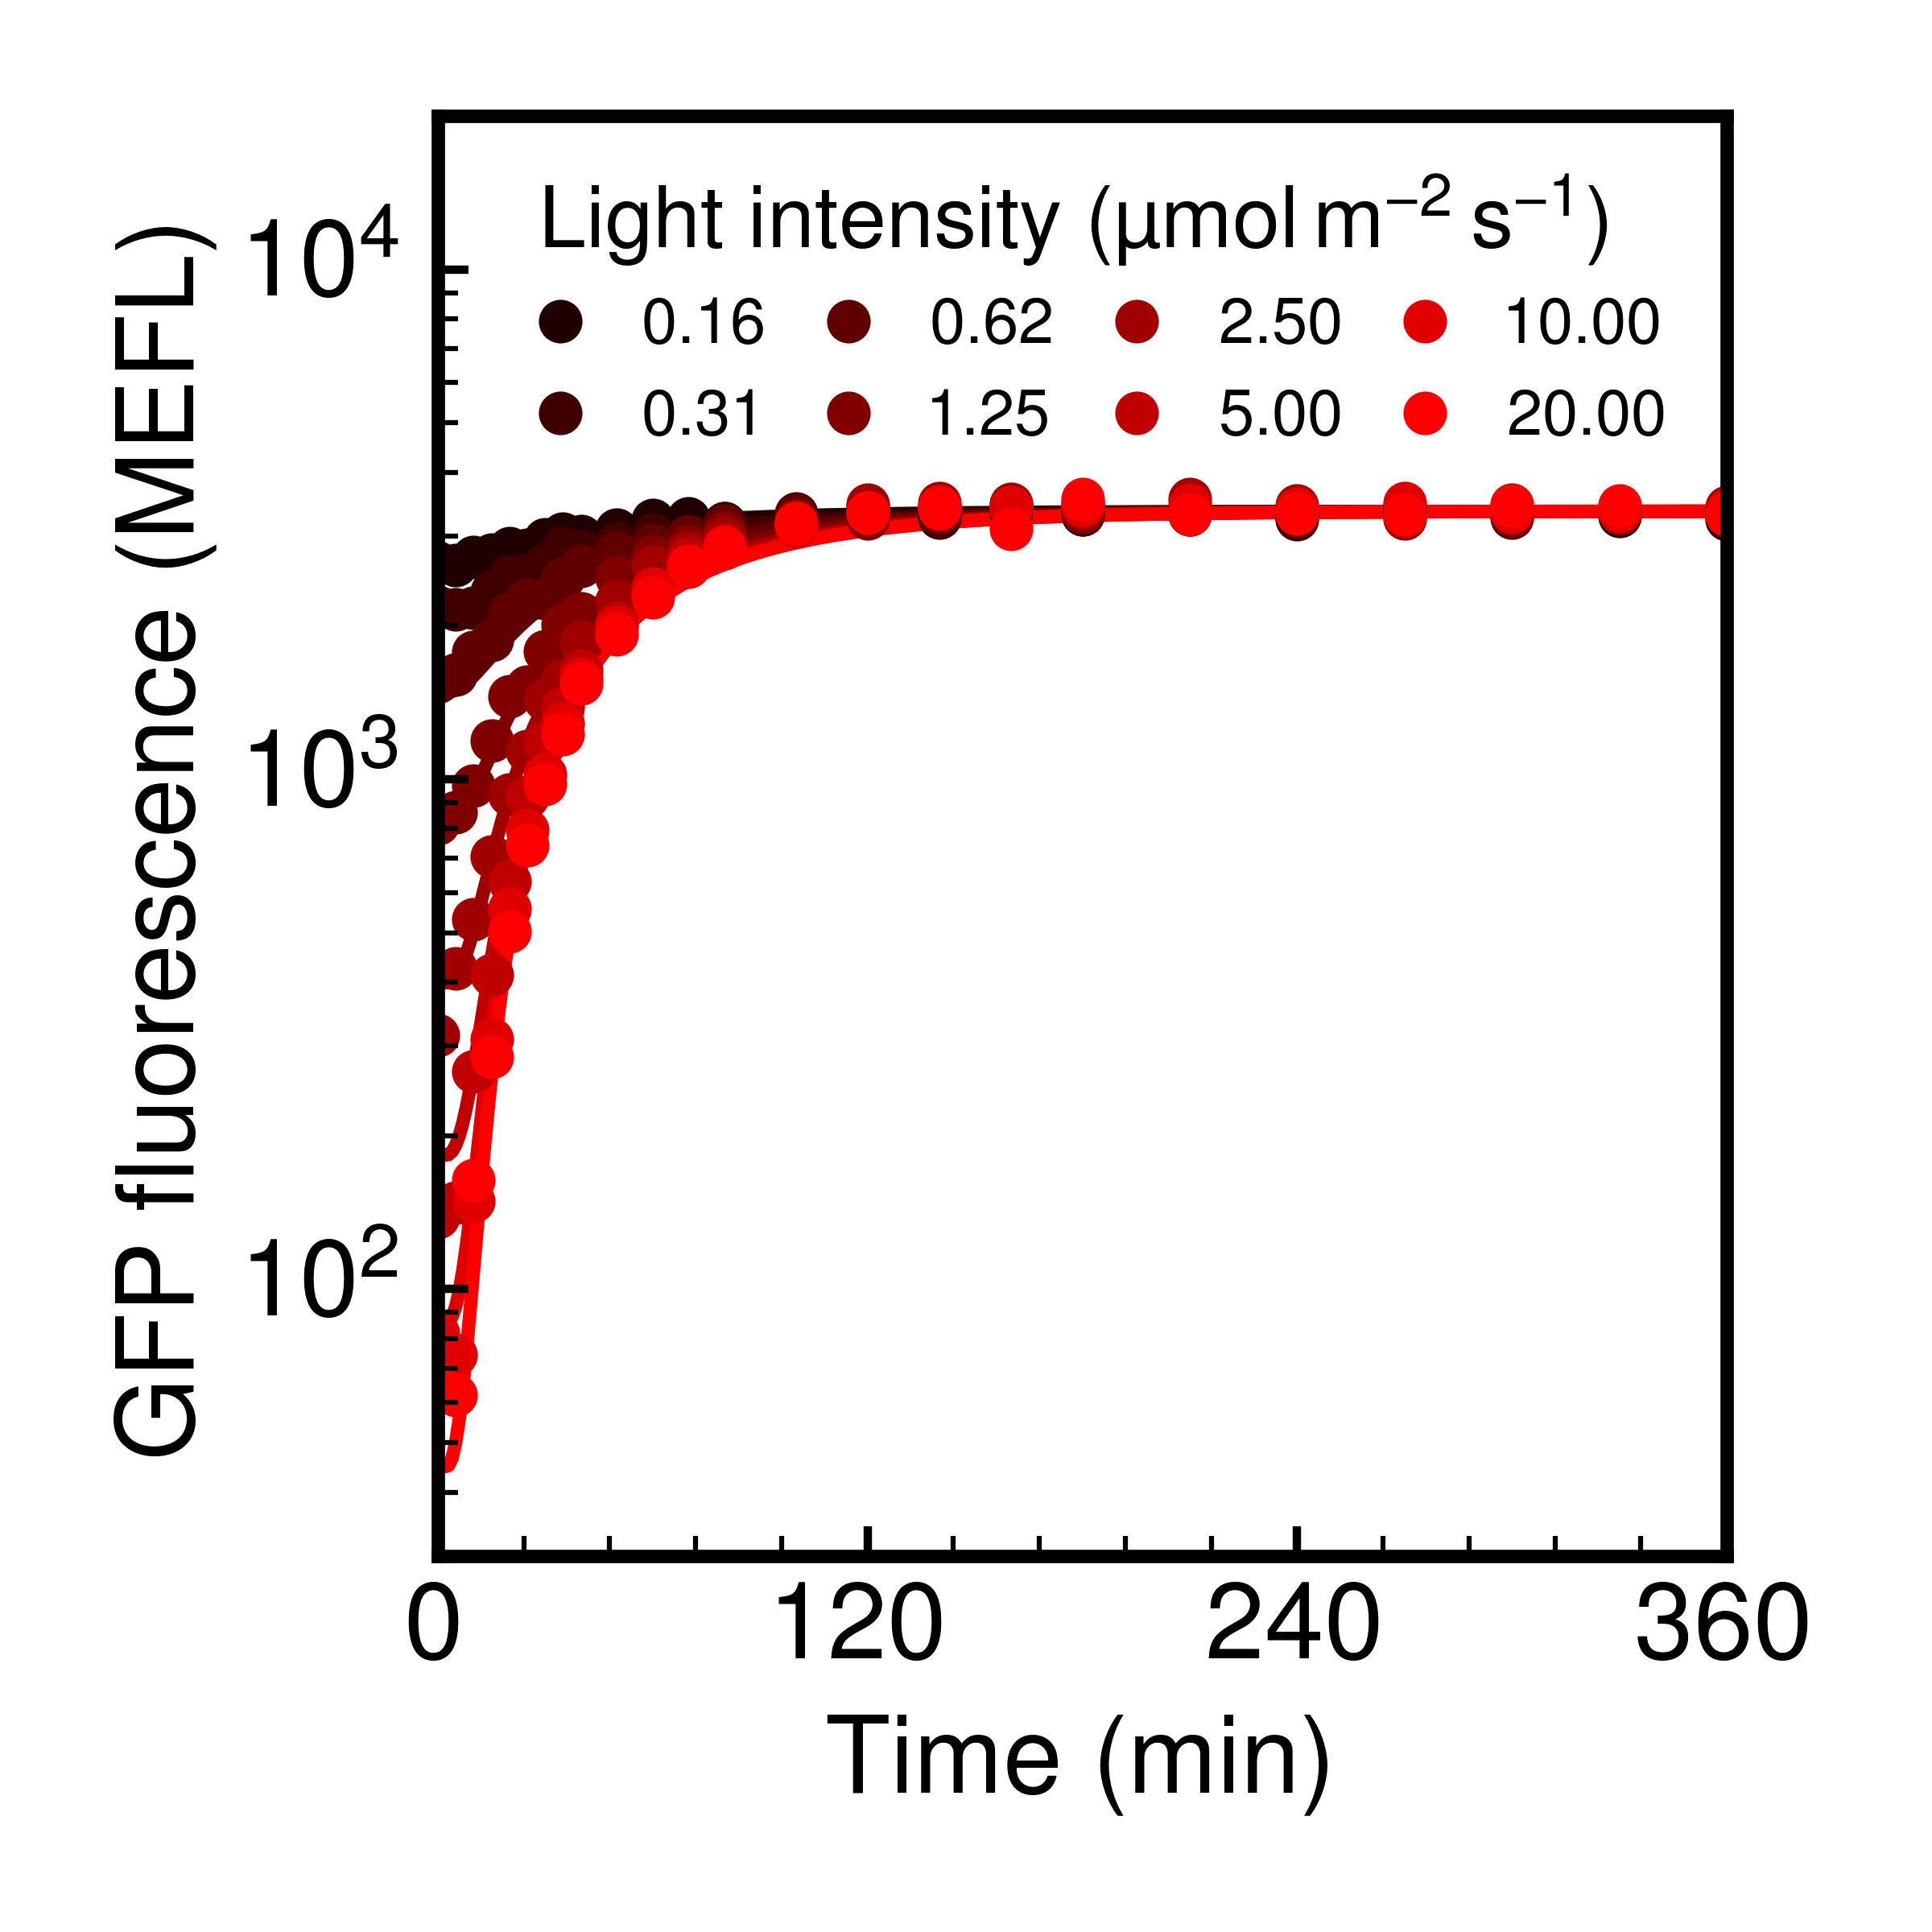 Light intensity (µmol m⁻² s⁻¹)
0.16 0.62 2.50 10.00
0.31 1.25 5.00 20.00
GFP fluorescence (MEFL)
10⁴
10³
10²
0 120 240 360
Time (min)